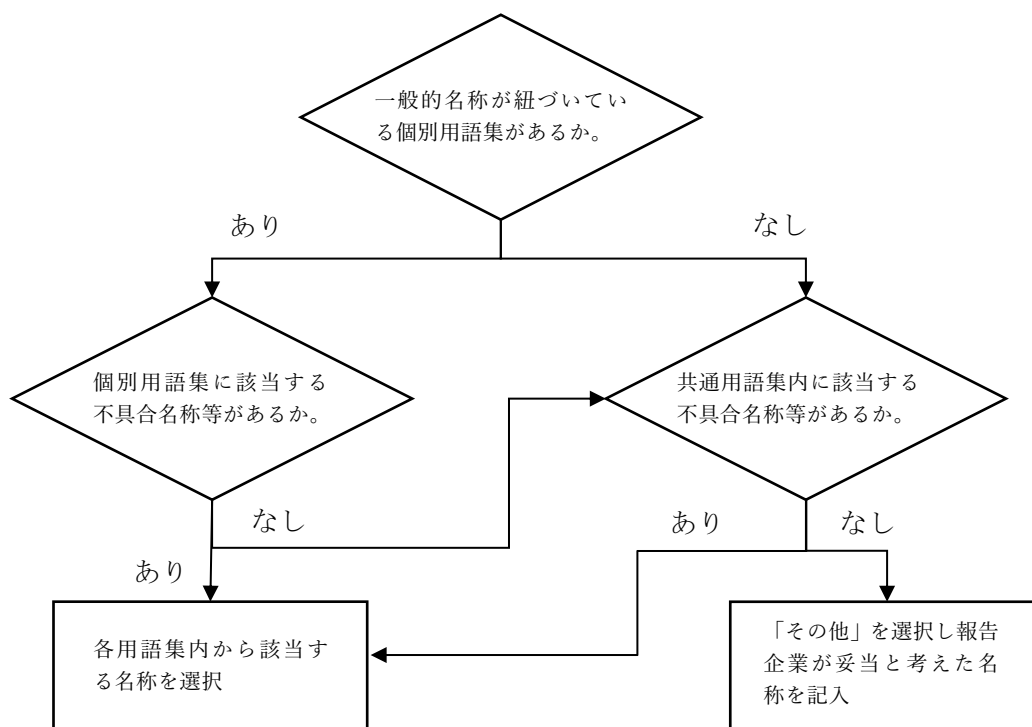 一般的名称が紐づいてい
る個別用語集があるか。
あり
なし
個別用語集に該当する
不具合名称等があるか。
共通用語集内に該当する
不具合名称等があるか。
なし
あり
あり
なし
各用語集内から該当す
る名称を選択
「その他」を選択し報告
企業が妥当と考えた名
称を記入